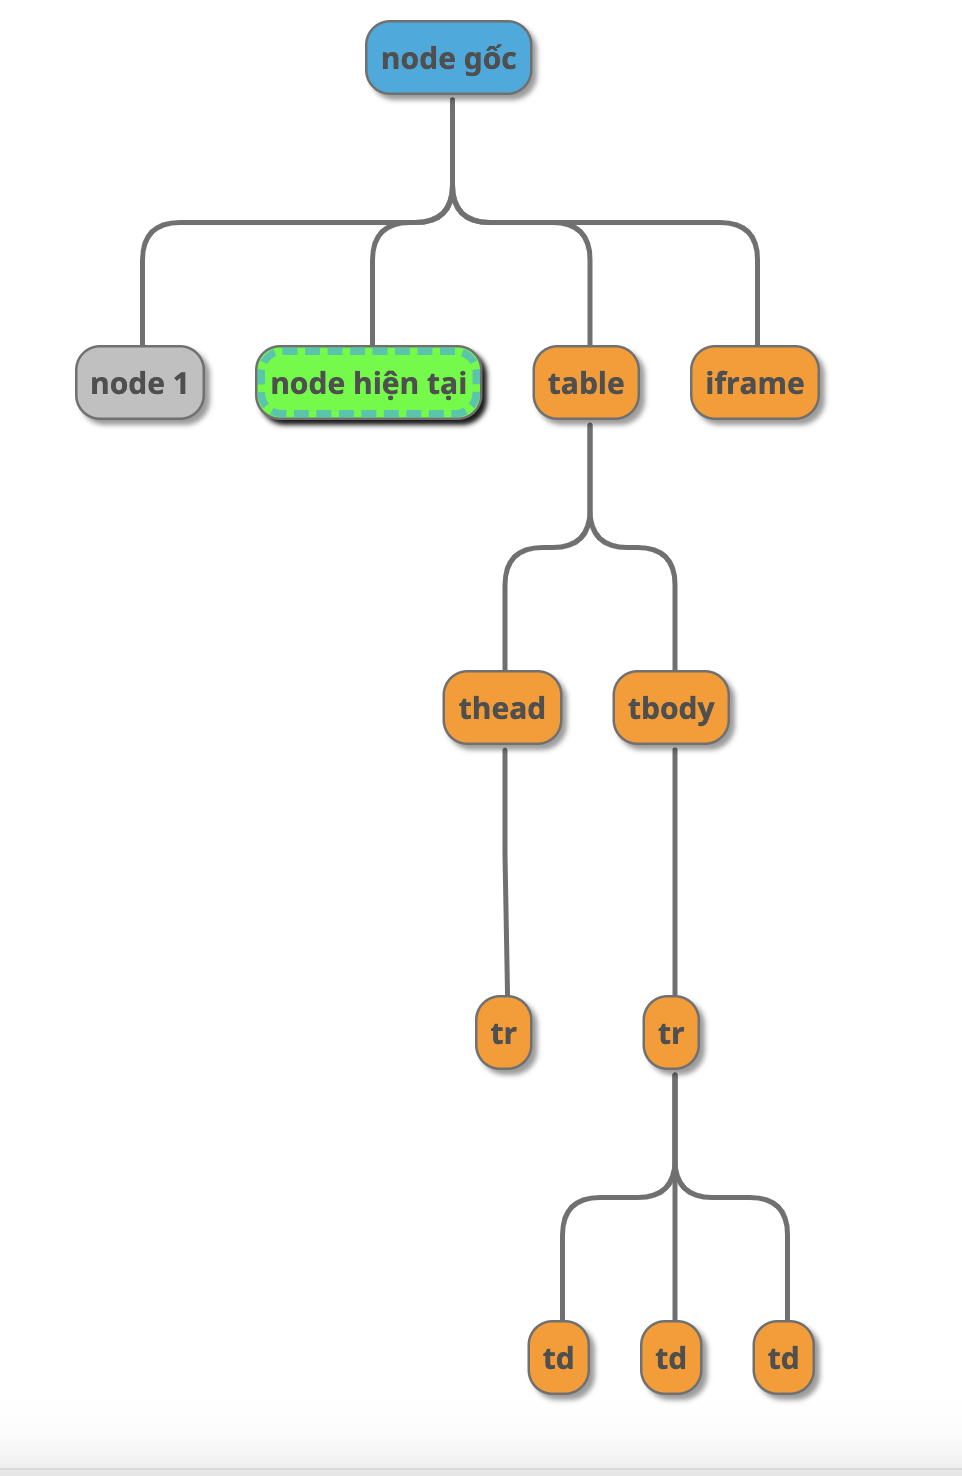 node gốc
node 1
node hiện tại
table
iframe
thead
tbody
tr
tr
td
td
td